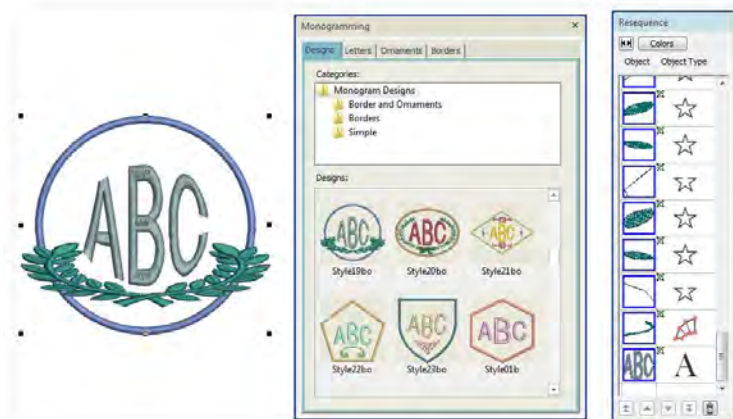 ABC
Monogramming
Designs Letters Ornaments Borders
Categories:
Monogram Designs
Border and Ornaments
Borders
Simple
Designs:
ABC ABC ABC
Style19bo Style20bo Style21bo
ABC ABC ABC
Style22bo Style23bo Style01b
Resequence
Colors
Object Object Type
ABC A